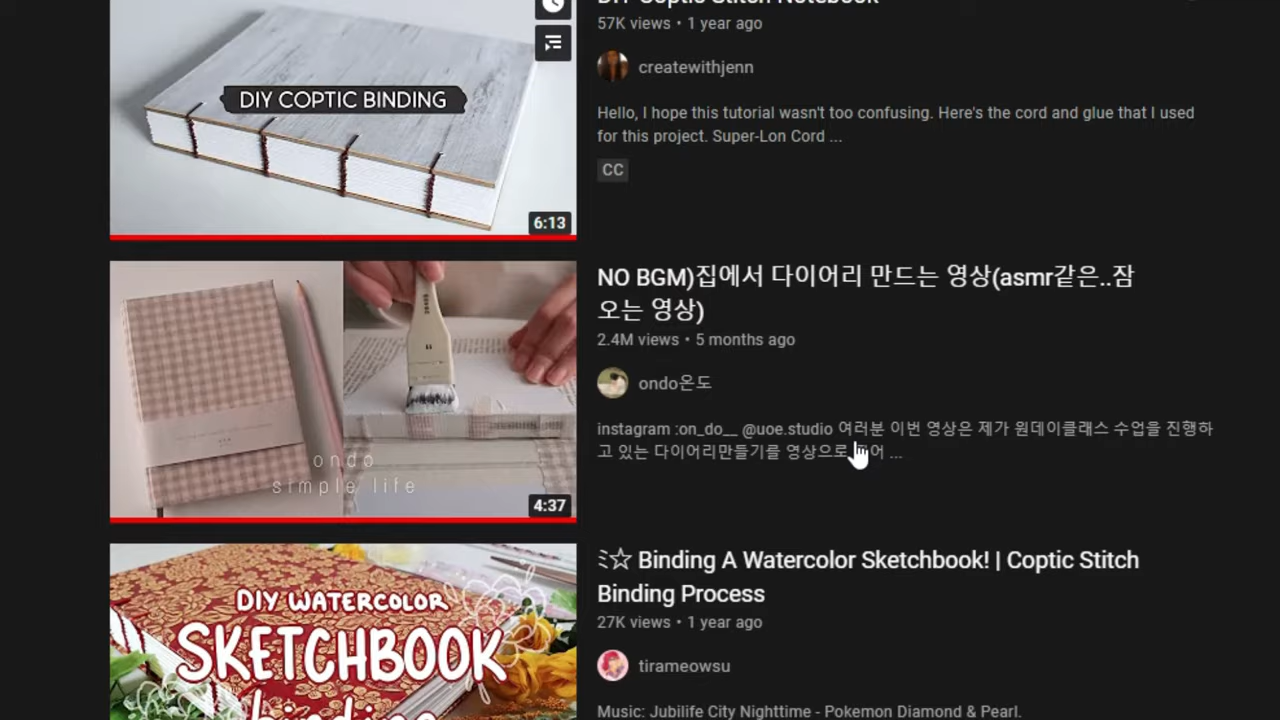 DIY Coptic Stitch Notebook
57K views • 1 year ago
createwithjenn
DIY COPTIC BINDING
Hello, I hope this tutorial wasn't too confusing. Here's the cord and glue that I used
for this project. Super-Lon Cord ...
CC
6:13
NO BGM)집에서 다이어리 만드는 영상(asmr같은..잠
오는 영상)
2.4M views • 5 months ago
ondo온도
instagram :on_do__ @uoe.studio 여러분 이번 영상은 제가 원데이클래스 수업을 진행하
고 있는 다이어리만들기를 영상으로 ...
ondo
simple life
4:37
ミ☆ Binding A Watercolor Sketchbook! | Coptic Stitch
Binding Process
27K views • 1 year ago
DIY WATERCOLOR
SKETCHBOOK
binding
tirameowsu
Music: Jubilife City Nighttime - Pokemon Diamond & Pearl.